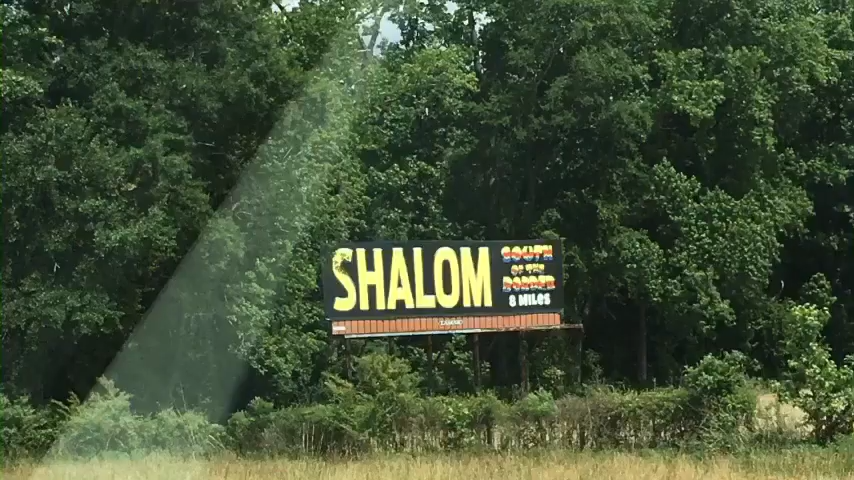 SHALOM
SOUTH
OF THE
BORDER
8 MILES